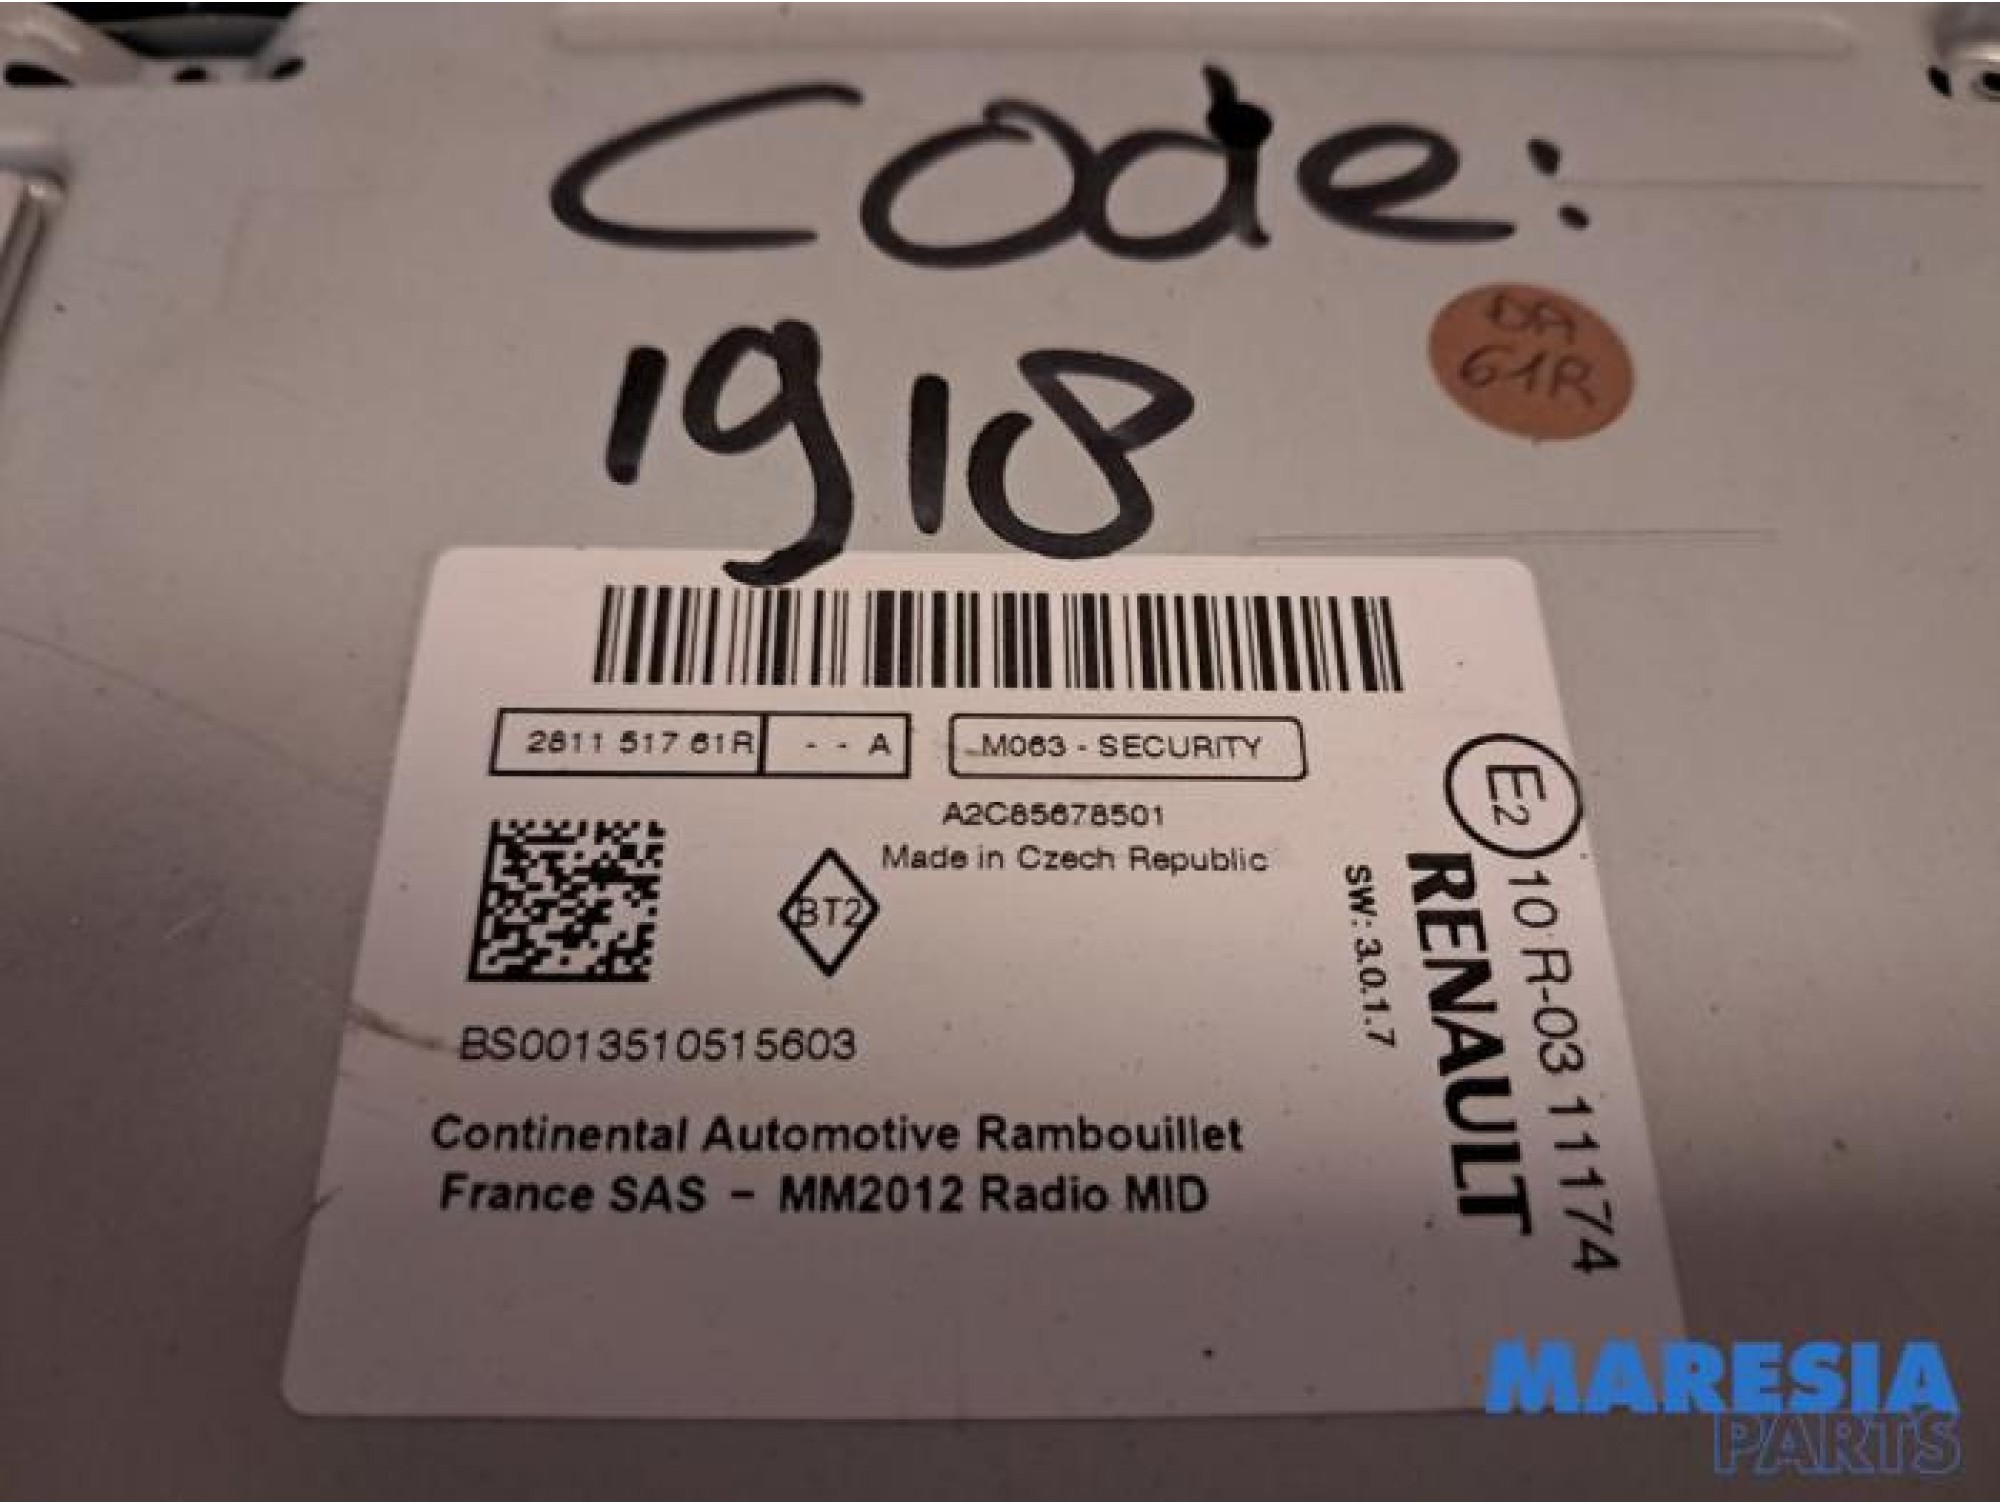 Code:
1918
DA
61R
2811 517 61R - - A
M063 - SECURITY
A2C85678501
Made in Czech Republic
BT2
BS0013510515603
Continental Automotive Rambouillet
France SAS - MM2012 Radio MID
SW: 3.0.1.7
RENAULT
E2 10 R-03 11174
MARESIA
PARTS